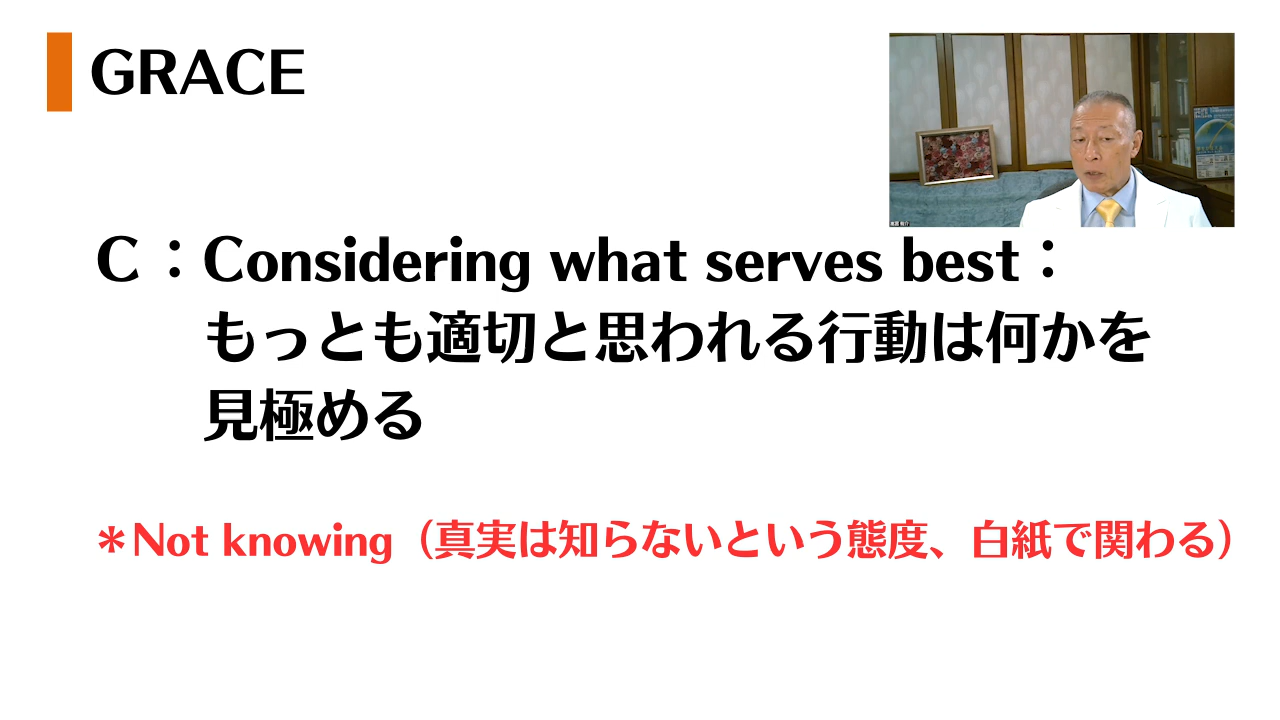 GRACE
C：Considering what serves best：
もっとも適切と思われる行動は何かを
見極める
＊Not knowing（真実は知らないという態度、白紙で関わる）